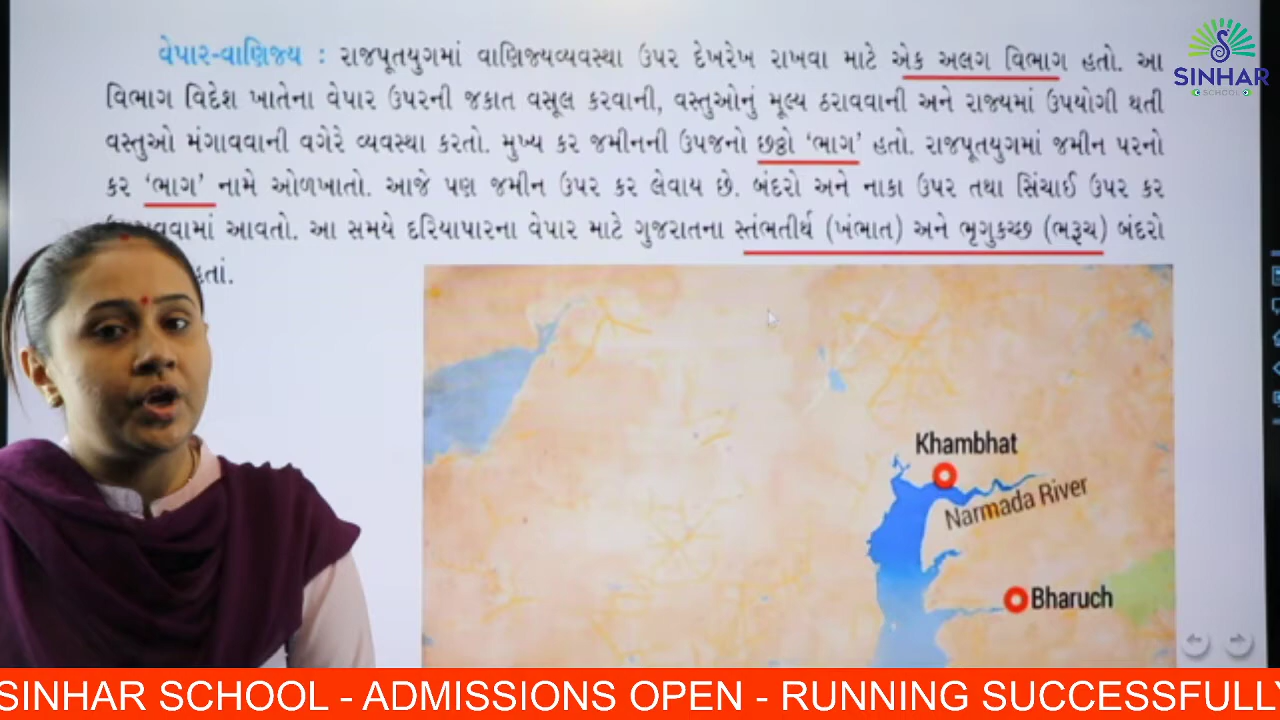 વેપાર-વાણિજ્ય : રાજપૂતયુગમાં વાણિજ્યવ્યવસ્થા ઉપર દેખરેખ રાખવા માટે એક અલગ વિભાગ હતો. આ
વિભાગ વિદેશ ખાતેના વેપાર ઉપરની જકાત વસૂલ કરવાની, વસ્તુઓનું મૂલ્ય ઠરાવવાની અને રાજ્યમાં ઉપયોગી થતી
વસ્તુઓ મંગાવવાની વગેરે વ્યવસ્થા કરતો. મુખ્ય કર જમીનની ઉપજનો છઠ્ઠો ‘ભાગ’ હતો. રાજપૂતયુગમાં જમીન પરનો
કર ‘ભાગ’ નામે ઓળખાતો. આજે પણ જમીન ઉપર કર લેવાય છે. બંદરો અને નાકા ઉપર તથા સિંચાઈ ઉપર કર
આવતો. આ સમયે દરિયાપારના વેપાર માટે ગુજરાતના સ્તંભતીર્થ (ખંભાત) અને ભૃગુકચ્છ (ભરૂચ) બંદરો
હતાં.
SINHAR
SCHOOL
Khambhat
Narmada River
Bharuch
SINHAR SCHOOL - ADMISSIONS OPEN - RUNNING SUCCESSFULLY